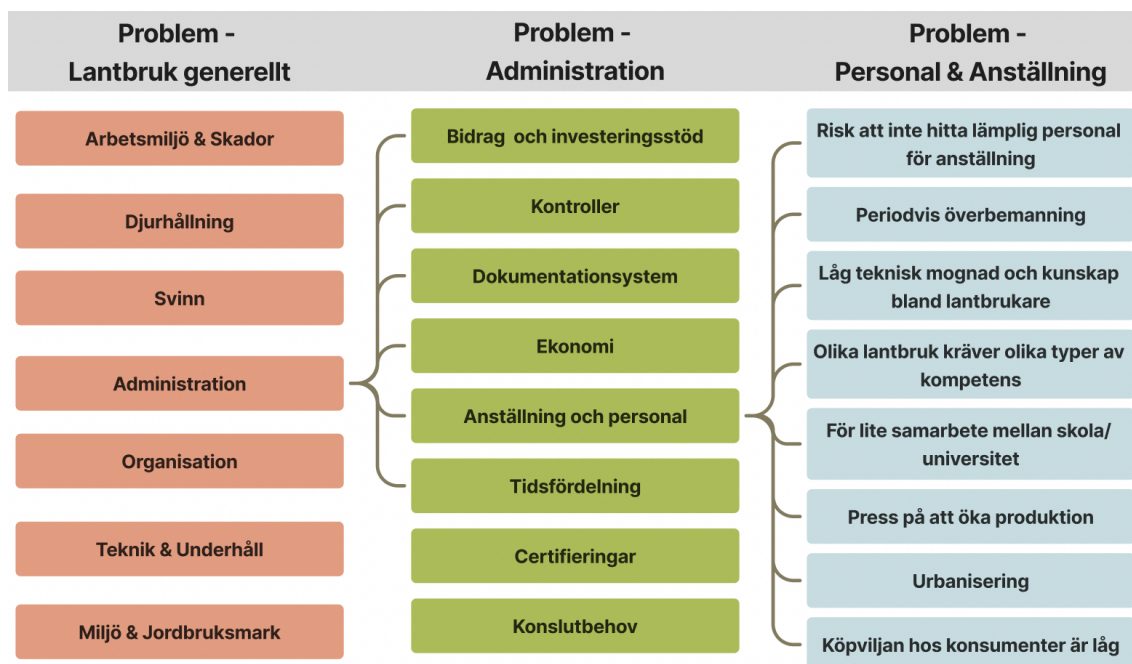 Problem -
Lantbruk generellt
Arbetsmiljö & Skador
Djurhållning
Svinn
Administration
Organisation
Teknik & Underhåll
Miljö & Jordbruksmark
Problem -
Administration
Bidrag och investeringsstöd
Kontroller
Dokumentationsystem
Ekonomi
Anställning och personal
Tidsfördelning
Certifieringar
Konslutbehov
Problem -
Personal & Anställning
Risk att inte hitta lämplig personal
för anställning
Periodvis överbemanning
Låg teknisk mognad och kunskap
bland lantbrukare
Olika lantbruk kräver olika typer av
kompetens
För lite samarbete mellan skola/
universitet
Press på att öka produktion
Urbanisering
Köpviljan hos konsumenter är låg